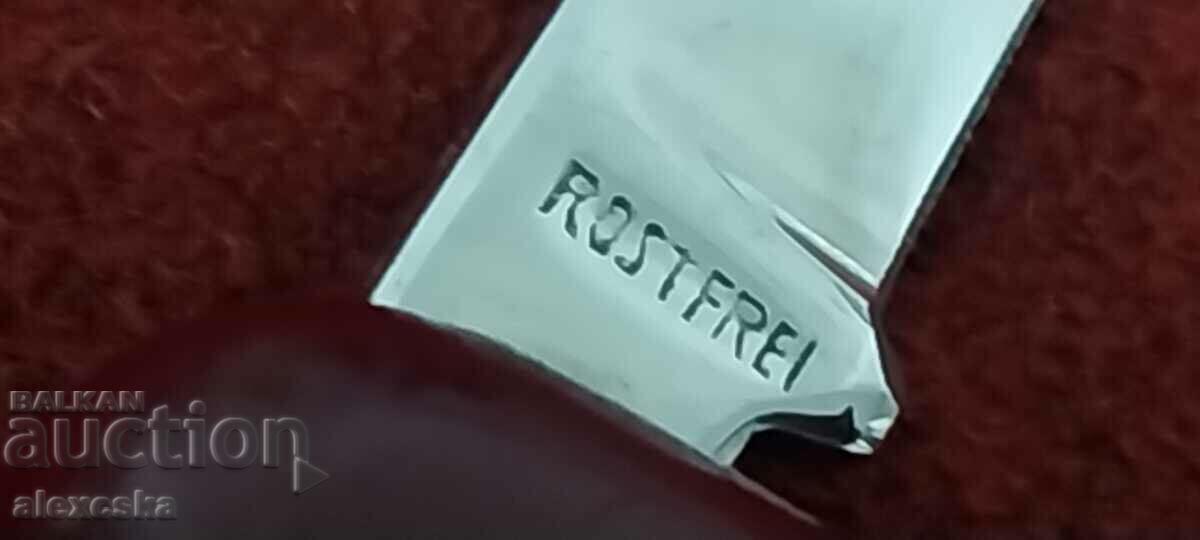 ROSTFREI
BALKAN
auction
alexcska